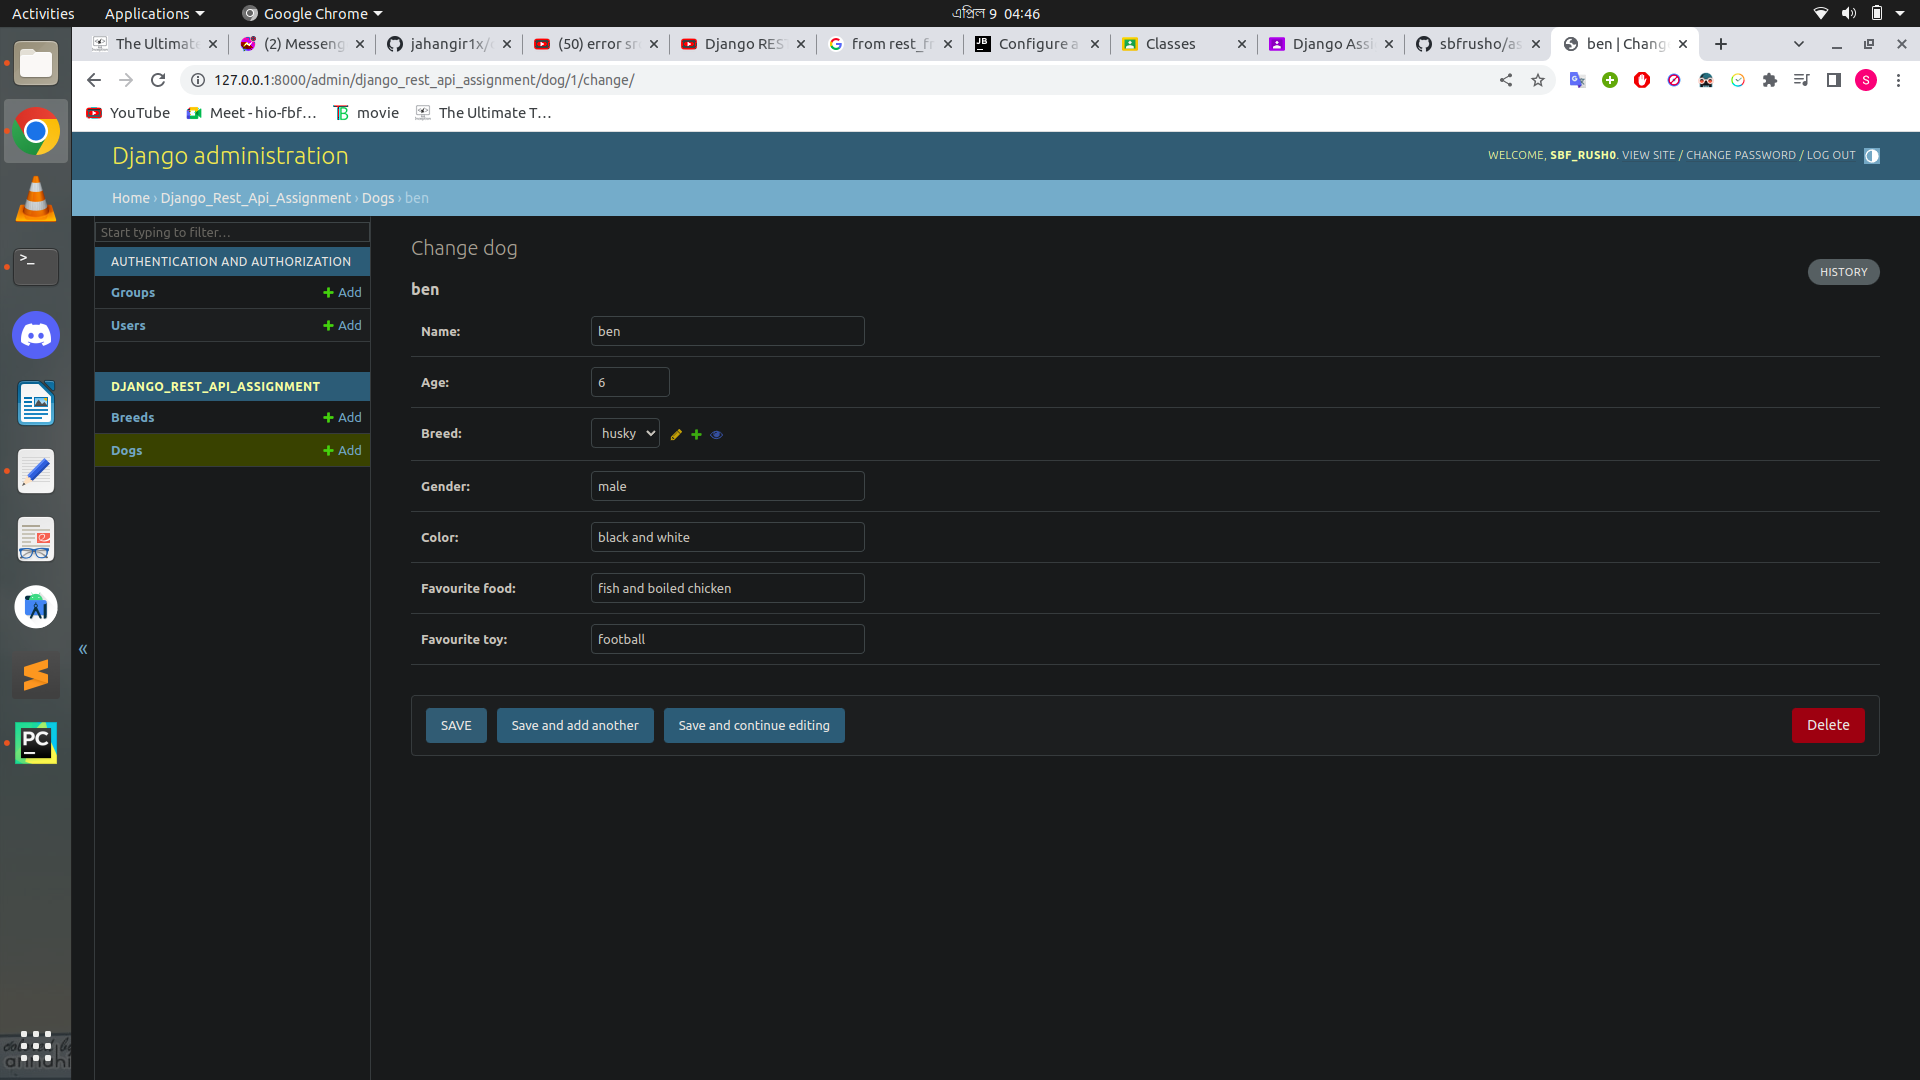 Activities Applications Google Chrome এপ্রিল 9 04:46
The Ultimate (2) Messeng jahangir1x/ (50) error sr Django REST from rest_fr Configure a Classes Django Assi sbfrusho/as ben | Chang
127.0.0.1:8000/admin/django_rest_api_assignment/dog/1/change/ S
YouTube Meet - hio-fbf... movie The Ultimate T...
Django administration
WELCOME, SBF_RUSH0. VIEW SITE / CHANGE PASSWORD / LOG OUT
Home › Django_Rest_Api_Assignment › Dogs › ben
Start typing to filter...
AUTHENTICATION AND AUTHORIZATION
Groups Add
Users Add
DJANGO_REST_API_ASSIGNMENT
Breeds Add
Dogs Add
«
Change dog
HISTORY
ben
Name: ben
Age: 6
Breed: husky
Gender: male
Color: black and white
Favourite food: fish and boiled chicken
Favourite toy: football
SAVE Save and add another Save and continue editing Delete
PC